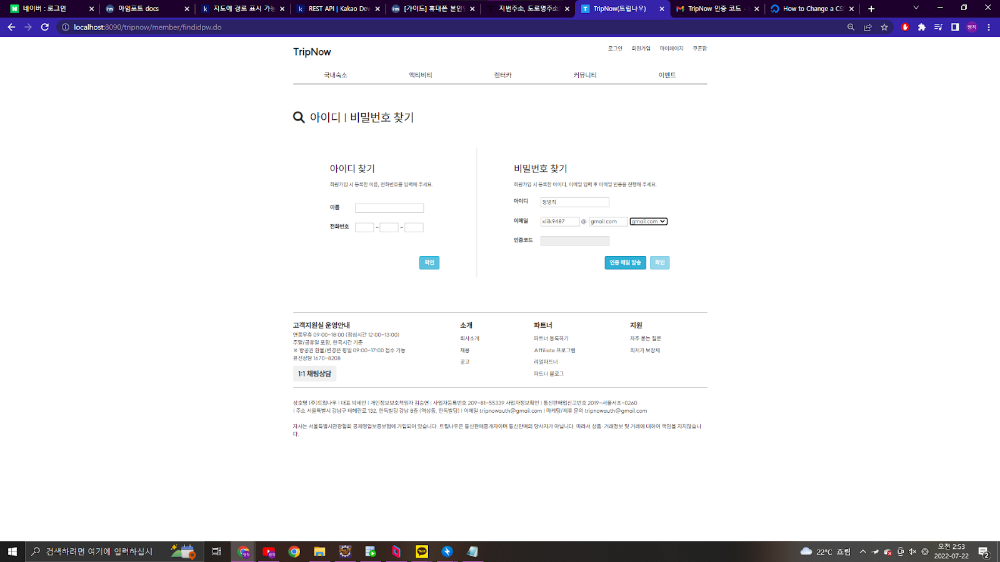 네이버 : 로그인
아임포트 docs
지도에 경로 표시 가능
REST API | Kakao Dev
[가이드] 휴대폰 본인
지번주소, 도로명주소
TripNow(트립나우)
TripNow 인증 코드 -
How to Change a CS
localhost:8090/tripnow/member/findidpw.do
병직
TripNow
로그인 회원가입 마이페이지 쿠폰함
국내숙소 액티비티 렌터카 커뮤니티 이벤트
아이디 | 비밀번호 찾기
아이디 찾기
회원가입 시 등록한 이름, 전화번호를 입력해 주세요.
이름
전화번호 - -
확인
비밀번호 찾기
회원가입 시 등록한 아이디, 이메일 입력 후 이메일 인증을 진행해 주세요.
아이디 정병직
이메일 xiiik9487 @ gmail.com gmail.com
인증코드
인증 메일 발송 확인
고객지원실 운영안내
연중무휴 09:00-18:00 (점심시간 12:00-13:00)
주말/공휴일 포함, 한국시간 기준
※ 항공권 환불/변경은 평일 09:00-17:00 접수 가능
유선상담 1670-8208
1:1 채팅상담
소개
회사소개
채용
공고
파트너
파트너 등록하기
Affiliate 프로그램
리얼파트너
파트너 블로그
지원
자주 묻는 질문
최저가 보장제
상호명 (주)트립나우 | 대표 박세인 | 개인정보보호책임자 김승연 | 사업자등록번호 209-81-55339 사업자정보확인 | 통신판매업신고번호 2019-서울서초-0260
| 주소 서울특별시 강남구 테헤란로 132, 한독빌딩 강남 8층 (역삼동, 한독빌딩) | 이메일 tripnowauth@gmail.com | 마케팅/제휴 문의 tripnowauth@gmail.com
자사는 서울특별시관광협회 공제영업보증보험에 가입되어 있습니다. 트립나우은 통신판매중개자이며 통신판매의 당사자가 아닙니다. 따라서 상품·거래정보 및 거래에 대하여 책임을 지지않습니
다.
검색하려면 여기에 입력하십시
22°C 흐림
오전 2:53
2022-07-22
2